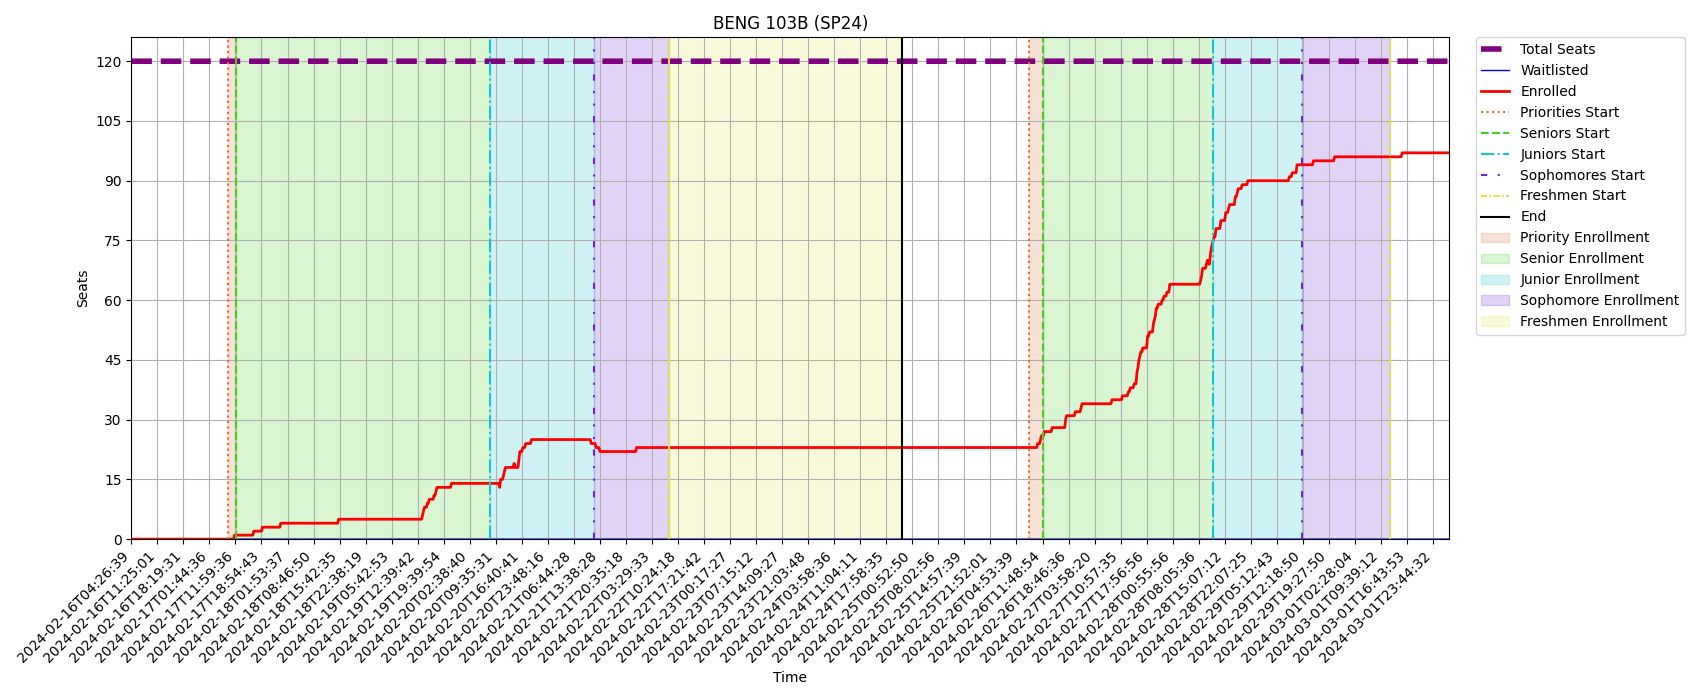 BENG 103B (SP24)
120
105
90
75
60
45
30
15
0
Seats
2024-02-16T04:26:39
2024-02-16T11:25:01
2024-02-16T18:19:31
2024-02-17T01:44:36
2024-02-17T11:59:36
2024-02-17T18:54:43
2024-02-18T01:53:37
2024-02-18T08:46:50
2024-02-18T15:42:35
2024-02-18T22:38:19
2024-02-19T05:42:53
2024-02-19T12:39:42
2024-02-19T19:39:54
2024-02-20T02:38:40
2024-02-20T09:35:31
2024-02-20T16:40:41
2024-02-20T23:48:16
2024-02-21T06:44:28
2024-02-21T13:38:28
2024-02-21T20:35:18
2024-02-22T03:29:33
2024-02-22T10:24:18
2024-02-22T17:21:42
2024-02-23T00:17:27
2024-02-23T07:15:12
2024-02-23T14:09:27
2024-02-23T21:03:48
2024-02-24T03:58:36
2024-02-24T11:04:11
2024-02-24T17:58:35
2024-02-25T00:52:50
2024-02-25T08:02:56
2024-02-25T14:57:39
2024-02-25T21:52:01
2024-02-26T04:53:39
2024-02-26T11:48:54
2024-02-26T18:46:36
2024-02-27T03:58:20
2024-02-27T10:57:35
2024-02-27T17:56:56
2024-02-28T00:55:56
2024-02-28T08:05:36
2024-02-28T15:07:12
2024-02-28T22:07:25
2024-02-29T05:12:43
2024-02-29T12:18:50
2024-02-29T19:27:50
2024-03-01T02:28:04
2024-03-01T09:39:12
2024-03-01T16:43:53
2024-03-01T23:44:32
Time
Total Seats
Waitlisted
Enrolled
Priorities Start
Seniors Start
Juniors Start
Sophomores Start
Freshmen Start
End
Priority Enrollment
Senior Enrollment
Junior Enrollment
Sophomore Enrollment
Freshmen Enrollment